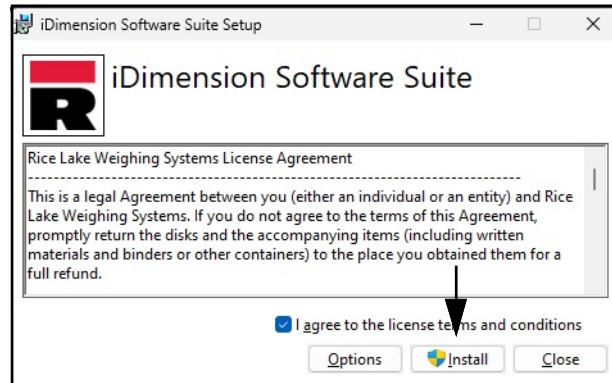 iDimension Software Suite Setup
R
iDimension Software Suite
Rice Lake Weighing Systems License Agreement
--------------------------------------------------------------------------------
This is a legal Agreement between you (either an individual or an entity) and Rice
Lake Weighing Systems. If you do not agree to the terms of this Agreement,
promptly return the disks and the accompanying items (including written
materials and binders or other containers) to the place you obtained them for a
full refund.
I agree to the license terms and conditions
Options Install Close